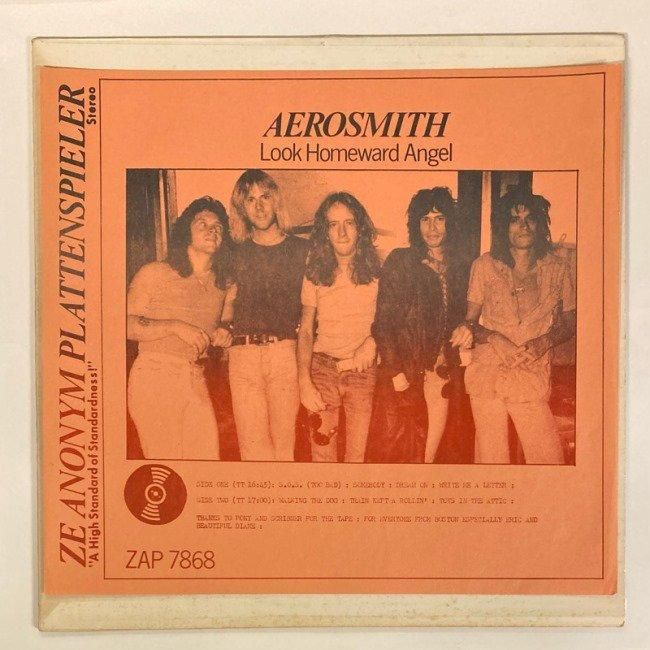 ZE ANONYM PLATTENSPIELER
Stereo
"A High Standard of Standardness!"
AEROSMITH
Look Homeward Angel
SIDE ONE (TT 16:45): S.O.S. (TOO BAD) : SOMEBODY : DREAM ON : WRITE ME A LETTER :
SIDE TWO (TT 17:00): WALKING THE DOG : TRAIN KEPT A ROLLIN' : TOYS IN THE ATTIC :
THANKS TO PONY AND SCRIBNER FOR THE TAPE : FOR EVERYONE FROM BOSTON ESPECIALLY ERIC AND
BEAUTIFUL DIANE :
ZAP 7868